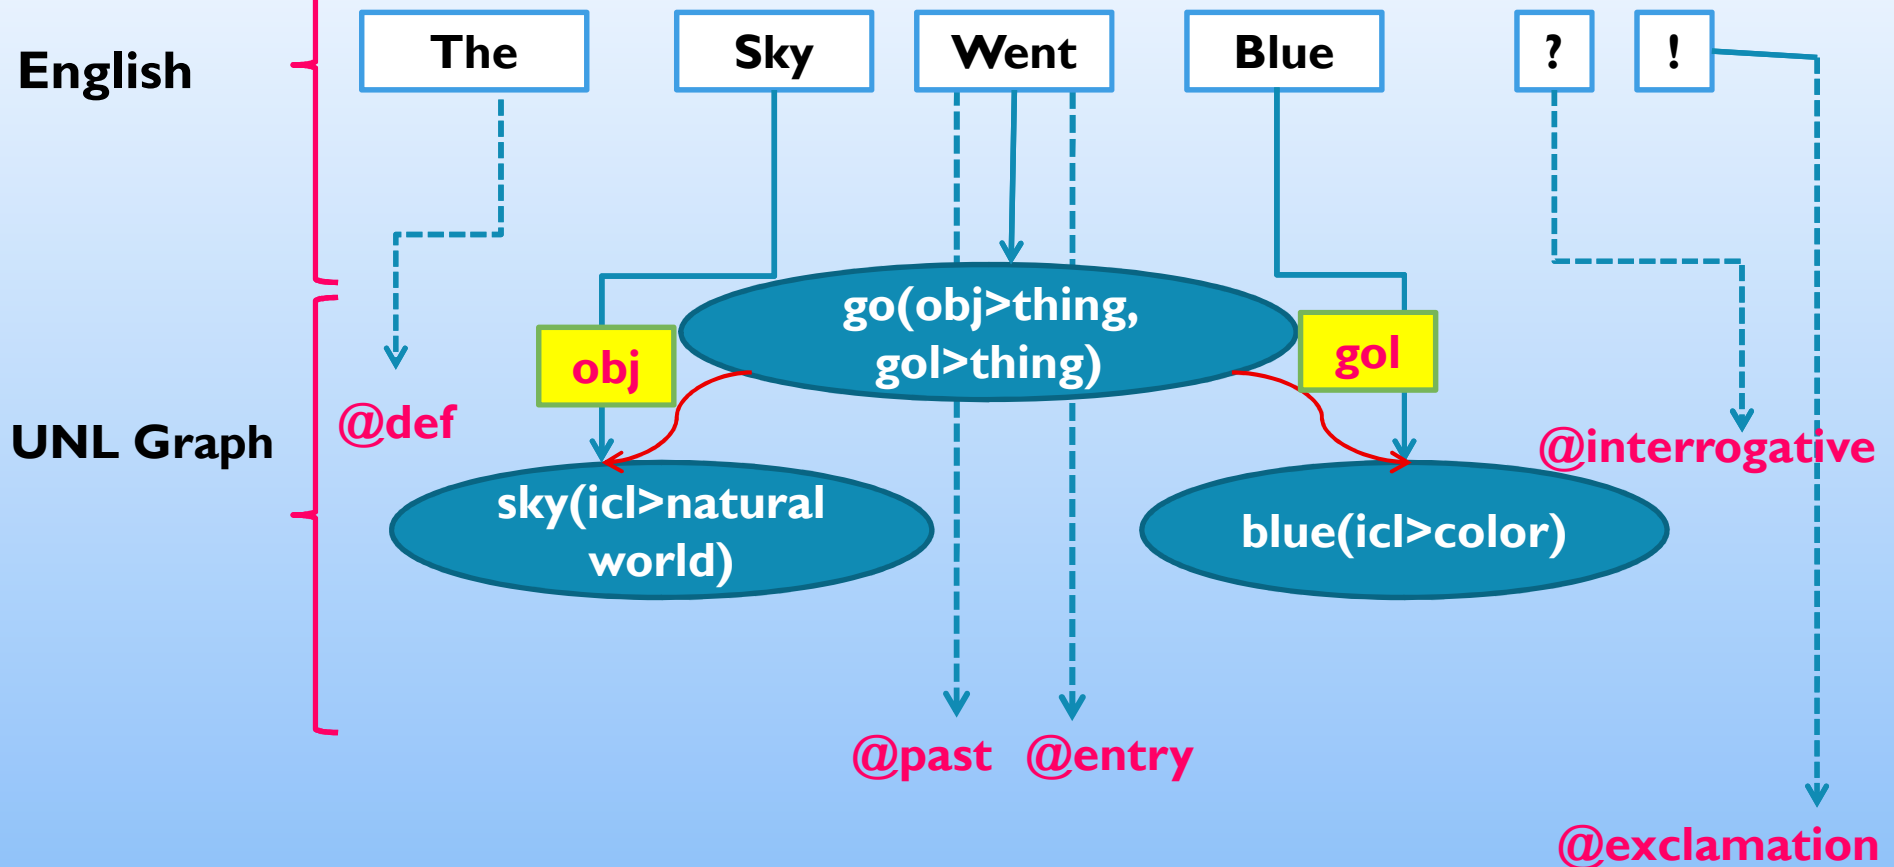 English
The
Sky
Went
Blue
?
!
go(obj>thing,
gol>thing)
obj
gol
UNL Graph
@def
@interrogative
sky(icl>natural
world)
blue(icl>color)
@past
@entry
@exclamation